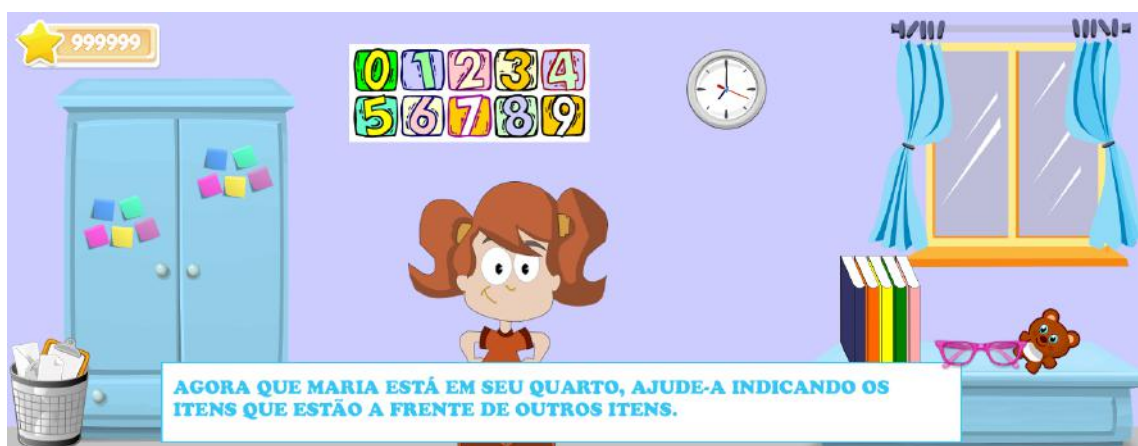 999999
0 1 2 3 4
5 6 7 8 9
AGORA QUE MARIA ESTÁ EM SEU QUARTO, AJUDE-A INDICANDO OS
ITENS QUE ESTÃO A FRENTE DE OUTROS ITENS.